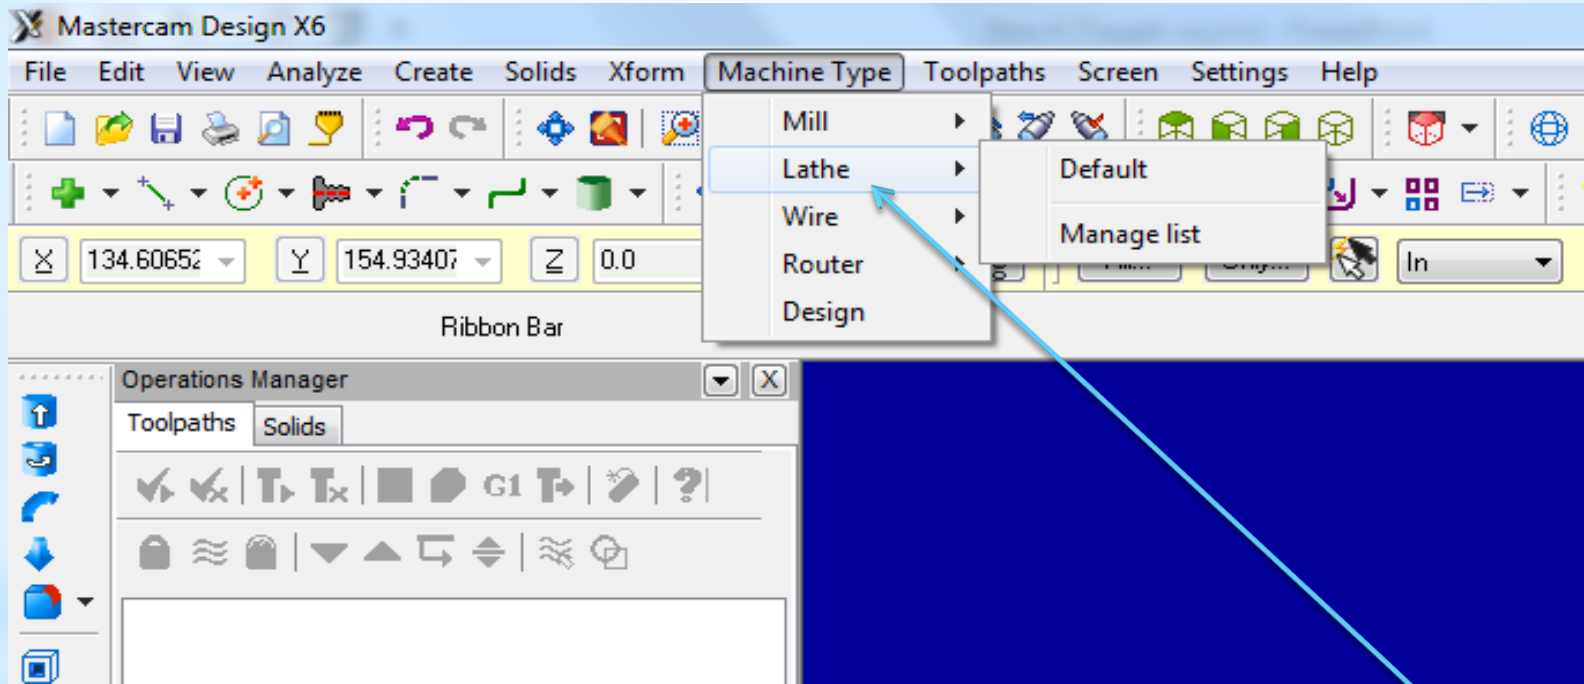 Mastercam Design X6
File Edit View Analyze Create Solids Xform Machine Type Toolpaths Screen Settings Help
Mill
Lathe
Wire
Router
Design
Default
Manage list
X 134.60652 Y 154.93407 Z 0.0
In
Ribbon Bar
Operations Manager X
Toolpaths Solids
G1